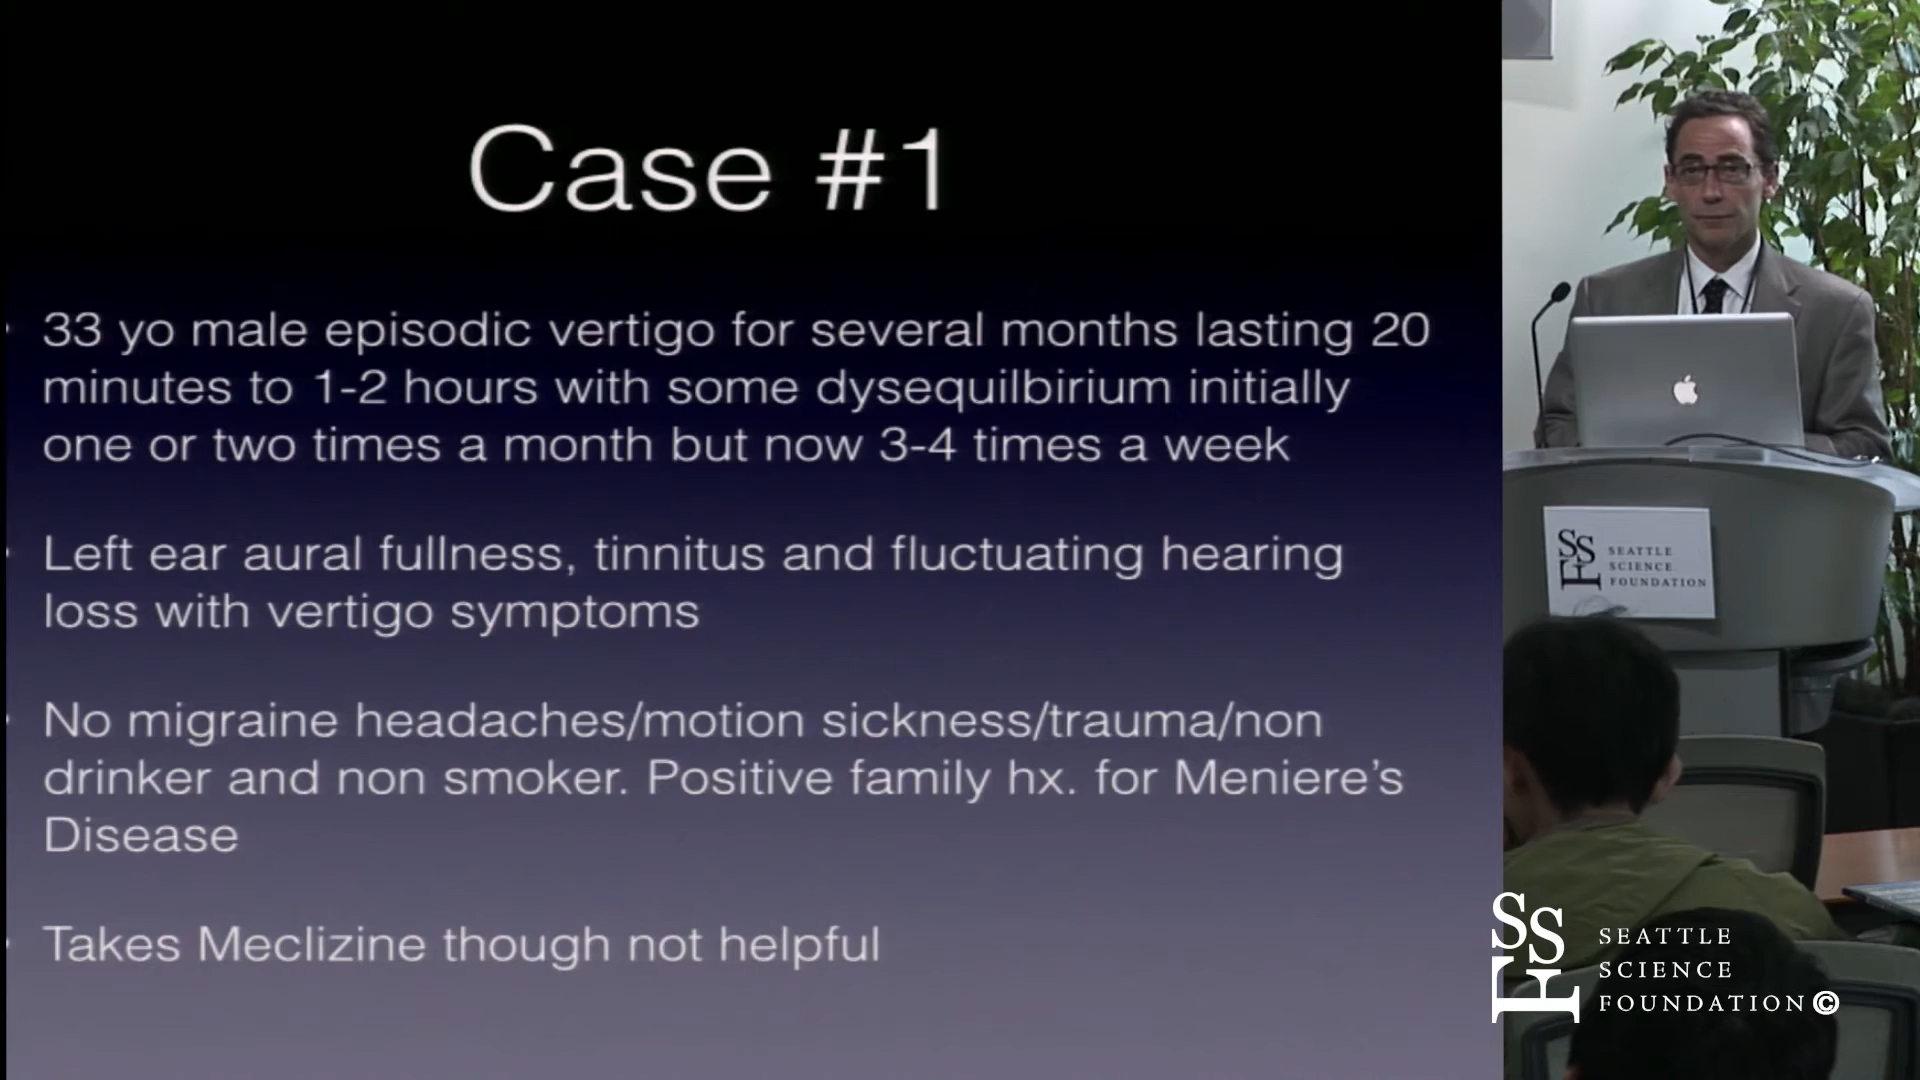 Case #1
33 yo male episodic vertigo for several months lasting 20
minutes to 1-2 hours with some dysequilbirium initially
one or two times a month but now 3-4 times a week
Left ear aural fullness, tinnitus and fluctuating hearing
loss with vertigo symptoms
No migraine headaches/motion sickness/trauma/non
drinker and non smoker. Positive family hx. for Meniere’s
Disease
Takes Meclizine though not helpful
SSF
SEATTLE
SCIENCE
FOUNDATION
SSF
SEATTLE
SCIENCE
FOUNDATION©